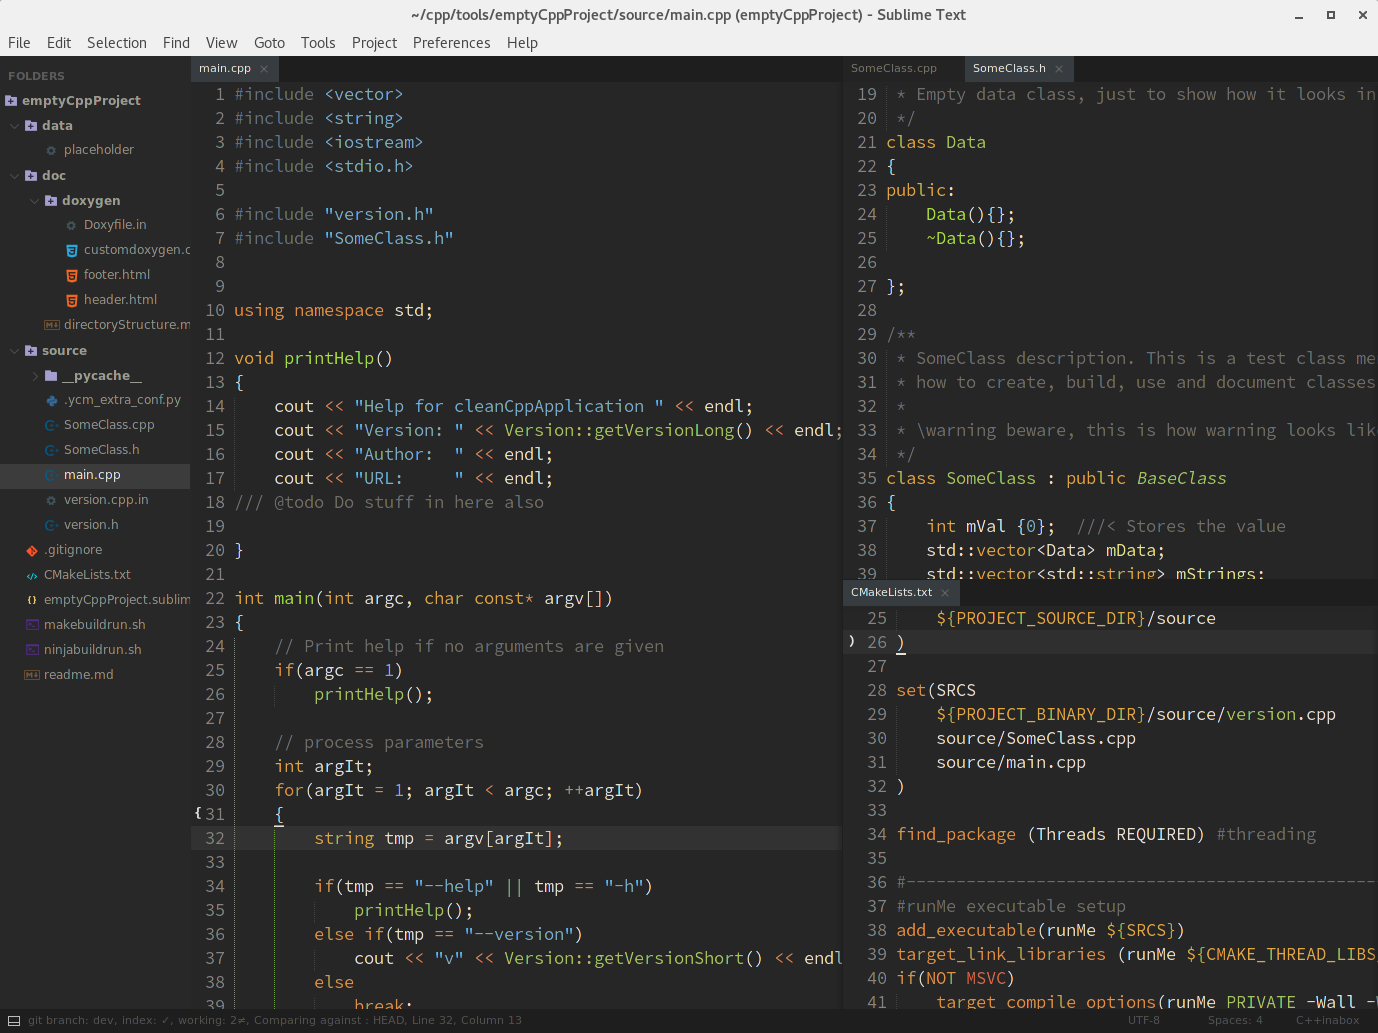 ~/cpp/tools/emptyCppProject/source/main.cpp (emptyCppProject) - Sublime Text
File Edit Selection Find View Goto Tools Project Preferences Help
FOLDERS
emptyCppProject
data
placeholder
doc
doxygen
Doxyfile.in
customdoxygen.c
footer.html
header.html
directoryStructure.m
source
__pycache__
.ycm_extra_conf.py
SomeClass.cpp
SomeClass.h
main.cpp
version.cpp.in
version.h
.gitignore
CMakeLists.txt
emptyCppProject.sublim
makebuildrun.sh
ninjabuildrun.sh
readme.md
main.cpp ×
1 #include <vector>
2 #include <string>
3 #include <iostream>
4 #include <stdio.h>
5
6 #include "version.h"
7 #include "SomeClass.h"
8
9
10 using namespace std;
11
12 void printHelp()
13 {
14     cout << "Help for cleanCppApplication " << endl;
15     cout << "Version: " << Version::getVersionLong() << endl;
16     cout << "Author:  " << endl;
17     cout << "URL:     " << endl;
18 /// @todo Do stuff in here also
19
20 }
21
22 int main(int argc, char const* argv[])
23 {
24     // Print help if no arguments are given
25     if(argc == 1)
26         printHelp();
27
28     // process parameters
29     int argIt;
30     for(argIt = 1; argIt < argc; ++argIt)
{ 31     {
32         string tmp = argv[argIt];
33
34         if(tmp == "--help" || tmp == "-h")
35             printHelp();
36         else if(tmp == "--version")
37             cout << "v" << Version::getVersionShort() << endl
38         else
39             break;
SomeClass.cpp SomeClass.h ×
19  * Empty data class, just to show how it looks in
20  */
21 class Data
22 {
23 public:
24     Data(){};
25     ~Data(){};
26
27 };
28
29 /**
30  * SomeClass description. This is a test class me
31  * how to create, build, use and document classes
32  *
33  * \warning beware, this is how warning looks lik
34  */
35 class SomeClass : public BaseClass
36 {
37     int mVal {0};  ///< Stores the value
38     std::vector<Data> mData;
39     std::vector<std::string> mStrings;
CMakeLists.txt ×
25     ${PROJECT_SOURCE_DIR}/source
) 26 )
27
28 set(SRCS
29     ${PROJECT_BINARY_DIR}/source/version.cpp
30     source/SomeClass.cpp
31     source/main.cpp
32 )
33
34 find_package (Threads REQUIRED) #threading
35
36 #-----------------------------------------------
37 #runMe executable setup
38 add_executable(runMe ${SRCS})
39 target_link_libraries (runMe ${CMAKE_THREAD_LIBS_
40 if(NOT MSVC)
41     target_compile_options(runMe PRIVATE -Wall -W
git branch: dev, index: ✓, working: 2≠, Comparing against : HEAD, Line 32, Column 13 UTF-8 Spaces: 4 C++inabox